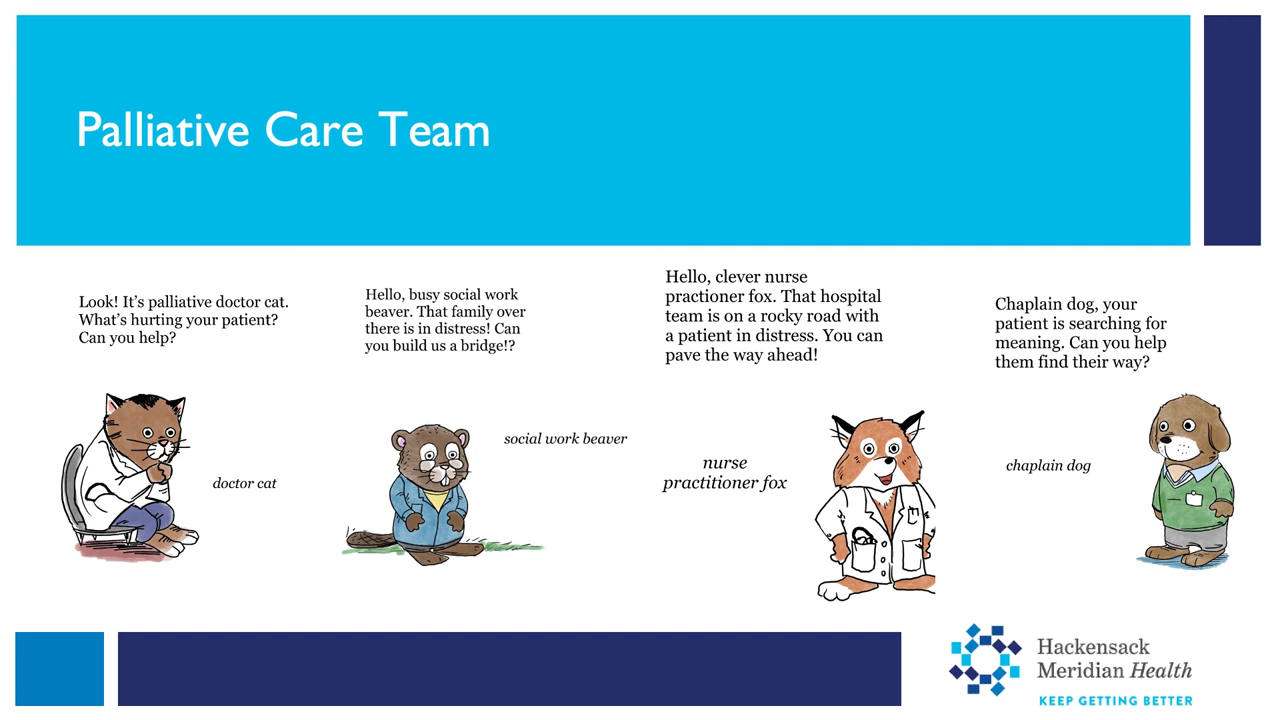 Palliative Care Team
Look! It's palliative doctor cat.
What's hurting your patient?
Can you help?
Hello, busy social work
beaver. That family over
there is in distress! Can
you build us a bridge!?
Hello, clever nurse
practioner fox. That hospital
team is on a rocky road with
a patient in distress. You can
pave the way ahead!
Chaplain dog, your
patient is searching for
meaning. Can you help
them find their way?
doctor cat
social work beaver
nurse
practitioner fox
chaplain dog
Hackensack
Meridian Health
KEEP GETTING BETTER